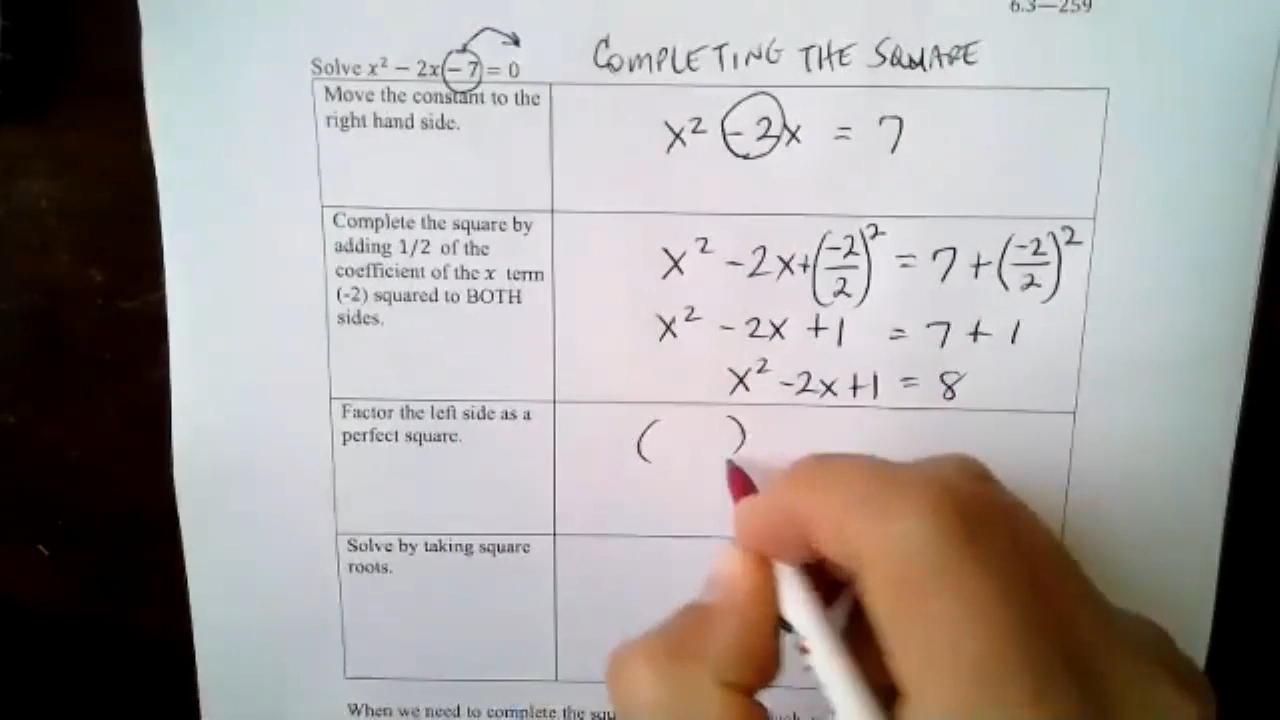 6.3—259
COMPLETING THE SQUARE
Solve x² − 2x − 7 = 0
Move the constant to the
right hand side.
x² - 2x = 7
Complete the square by
adding 1/2 of the
coefficient of the x term
(-2) squared to BOTH
sides.
x² - 2x + (-2/2)² = 7 + (-2/2)²
x² - 2x + 1 = 7 + 1
x² - 2x + 1 = 8
Factor the left side as a
perfect square.
( )
Solve by taking square
roots.
When we need to complete the